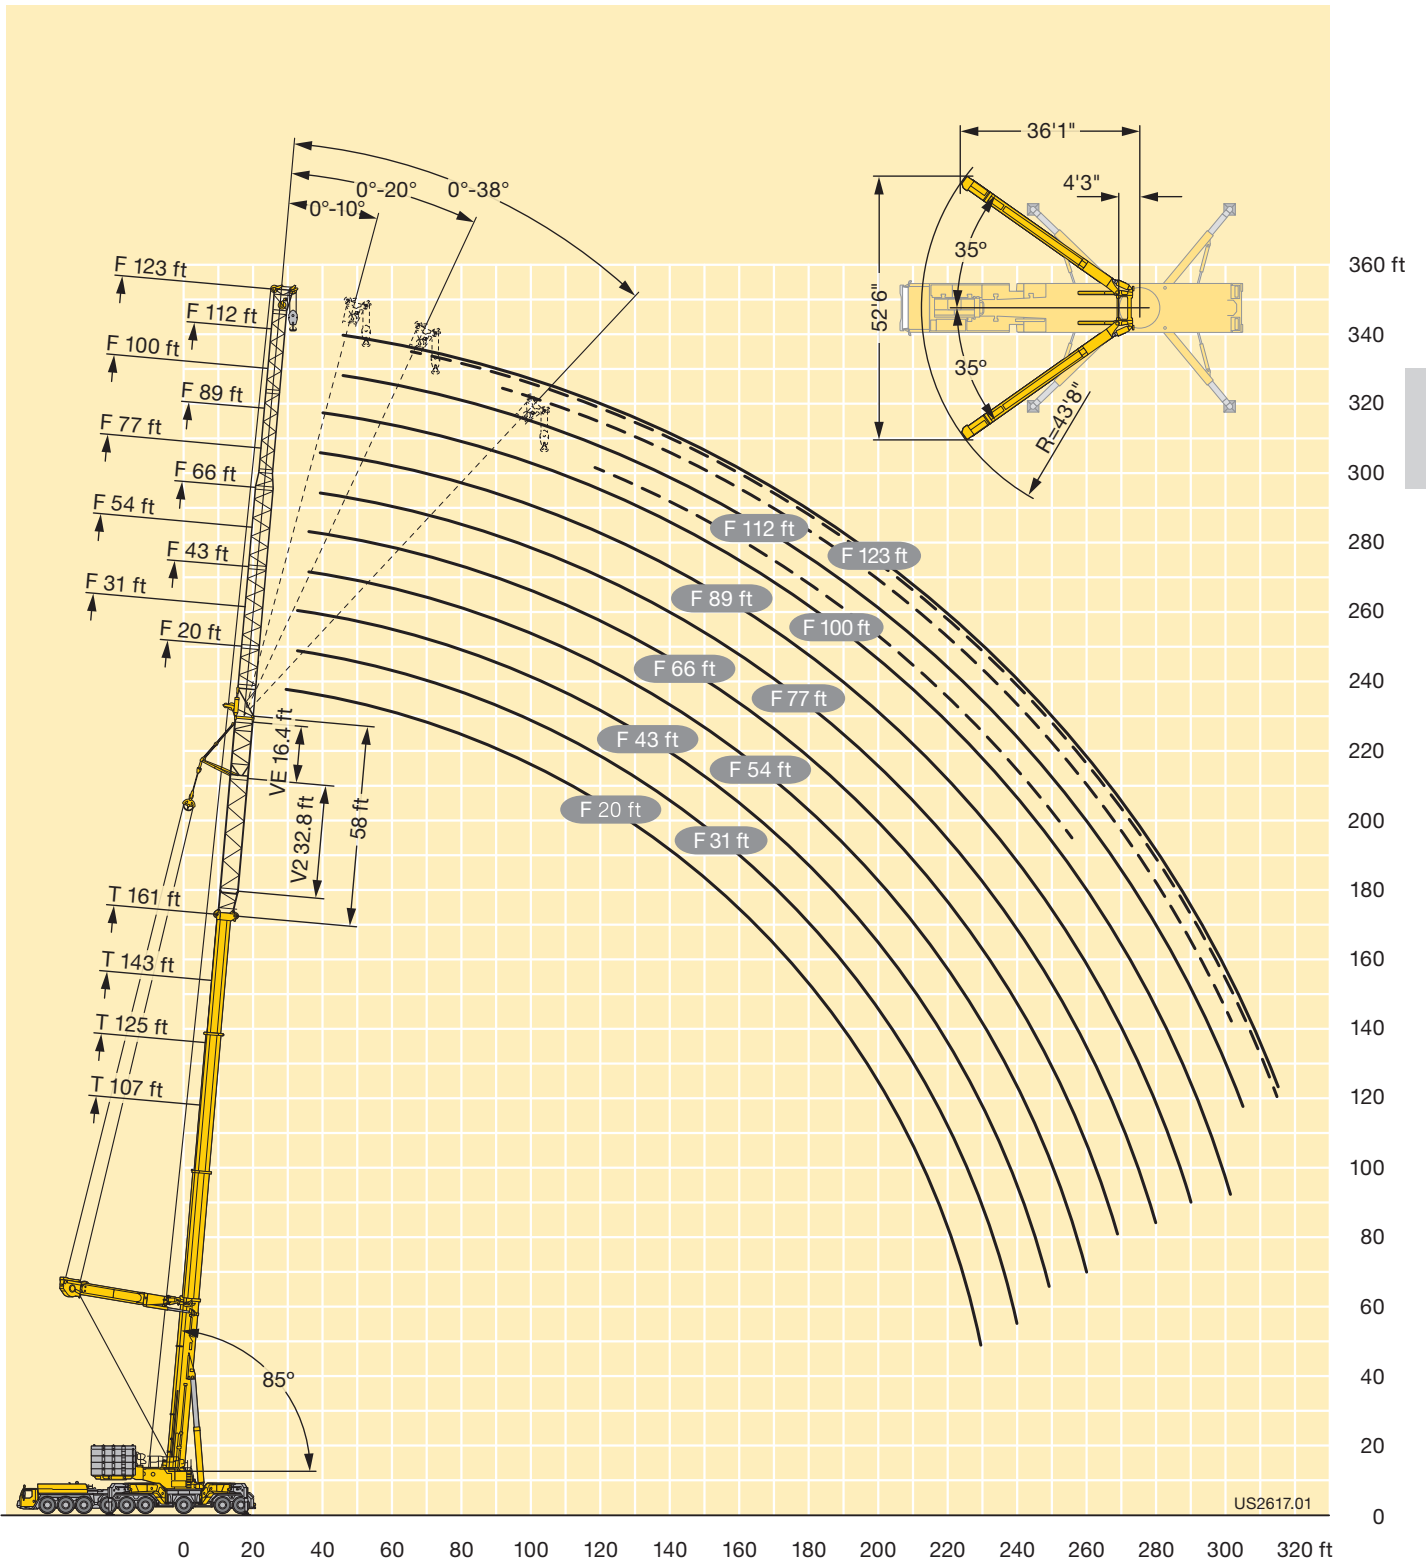 36'1"
4'3"
0°-20°
0°-38°
0°-10°
35º
52'6"
35º
R=43'8"
F 123 ft
F 112 ft
F 100 ft
F 89 ft
F 77 ft
F 66 ft
F 54 ft
F 43 ft
F 31 ft
F 20 ft
360 ft
340
320
300
280
260
240
220
200
180
160
140
120
100
80
60
40
20
0
F 112 ft
F 123 ft
F 89 ft
F 100 ft
F 66 ft
F 77 ft
F 43 ft
F 54 ft
F 20 ft
F 31 ft
VE 16.4 ft
V2 32.8 ft
58 ft
T 161 ft
T 143 ft
T 125 ft
T 107 ft
85º
US2617.01
0 20 40 60 80 100 120 140 160 180 200 220 240 260 280 300 320 ft